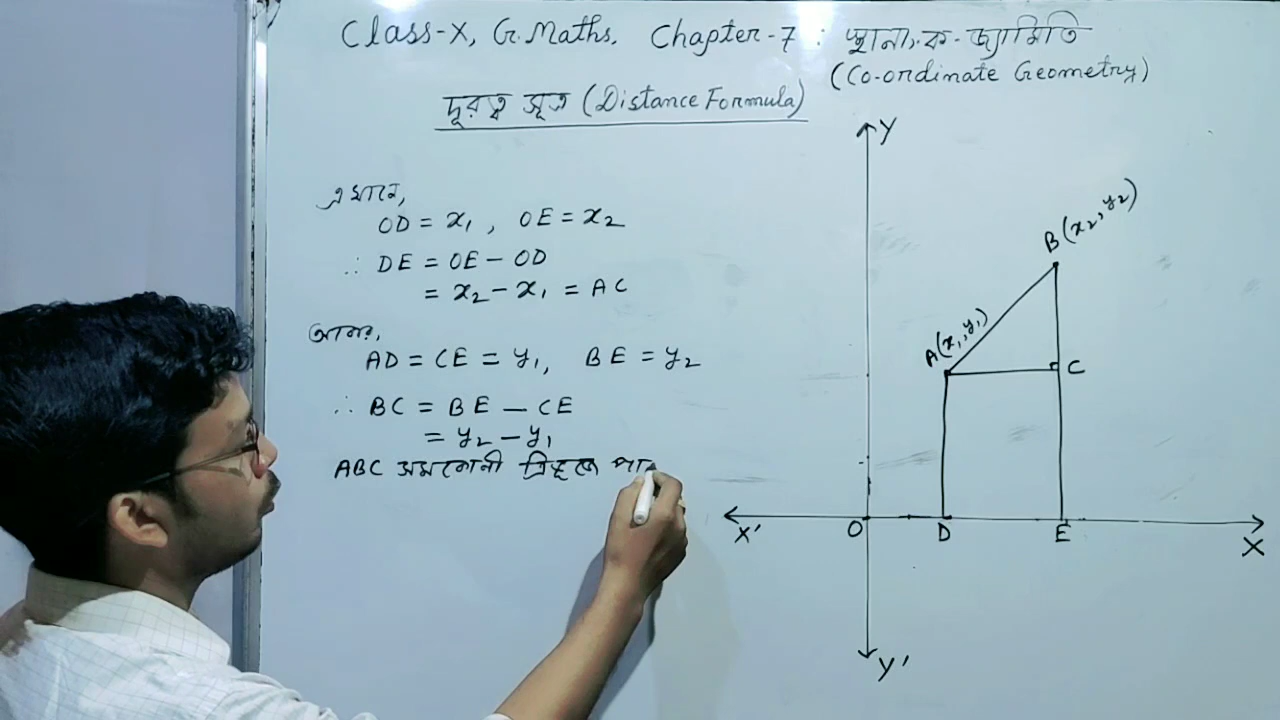 Class-X, G. Maths. Chapter-7 : স্থানাংক-জ্যামিতি
(Co-ordinate Geometry)
দূরত্ব সূত্র (Distance Formula)
এখানে,
OD = x₁, OE = x₂
∴ DE = OE - OD
= x₂ - x₁ = AC
আবার,
AD = CE = y₁, BE = y₂
∴ BC = BE - CE
= y₂ - y₁
ABC সমকোনী ত্রিভূজে
Y
B(x₂, y₂)
A(x₁, y₁)
C
X'
O
D
E
X
Y'